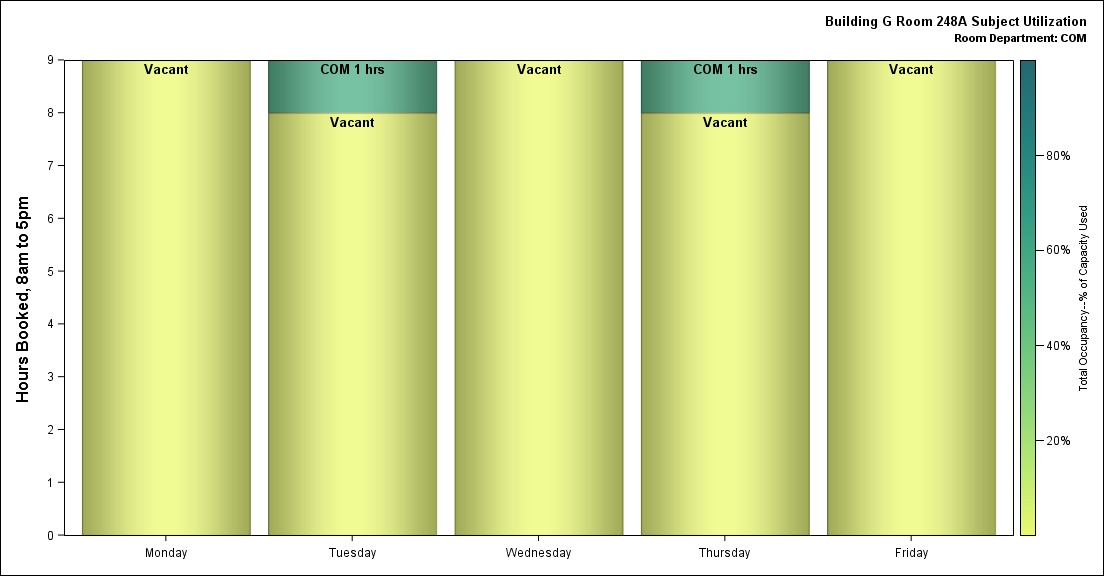 Building G Room 248A Subject Utilization
Room Department: COM
Hours Booked, 8am to 5pm
9
8
7
6
5
4
3
2
1
0
Vacant
COM 1 hrs
Vacant
Vacant
COM 1 hrs
Vacant
Vacant
Monday
Tuesday
Wednesday
Thursday
Friday
80%
60%
40%
20%
Total Occupancy--% of Capacity Used